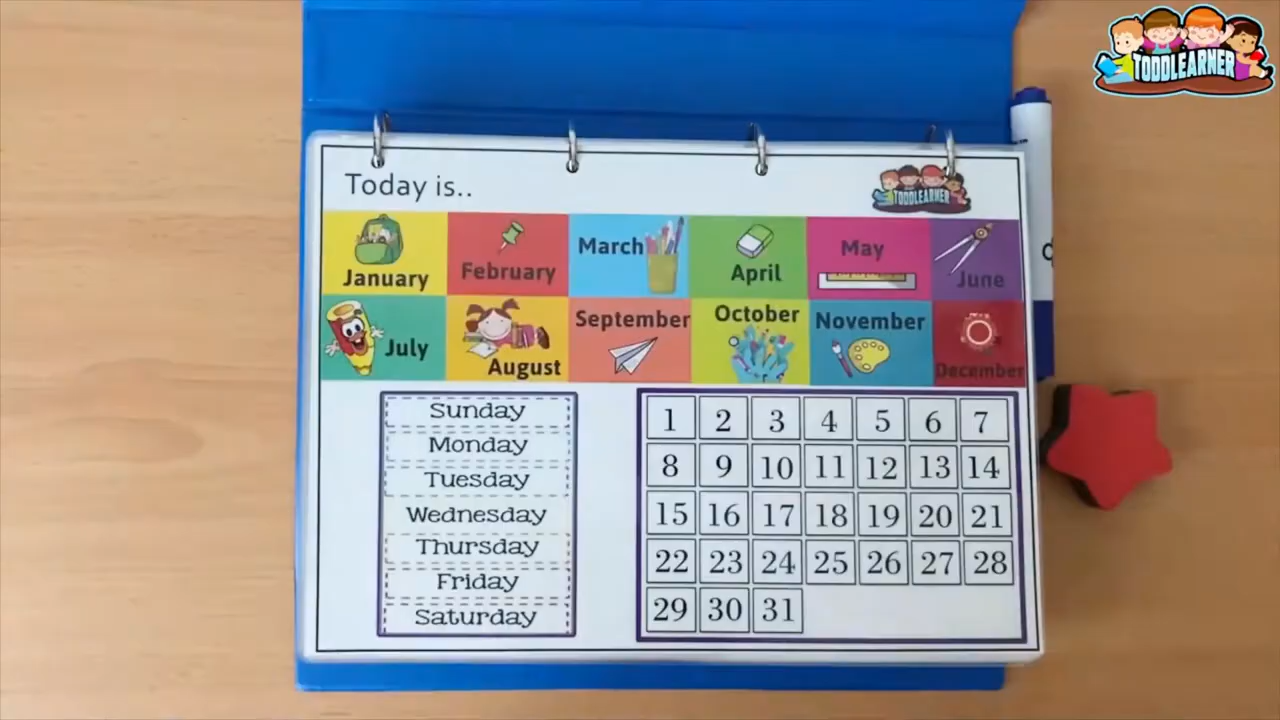 TODDLEARNER
Today is..
TODDLEARNER
January February March April May June
July August September October November December
Sunday
Monday
Tuesday
Wednesday
Thursday
Friday
Saturday
1 2 3 4 5 6 7
8 9 10 11 12 13 14
15 16 17 18 19 20 21
22 23 24 25 26 27 28
29 30 31